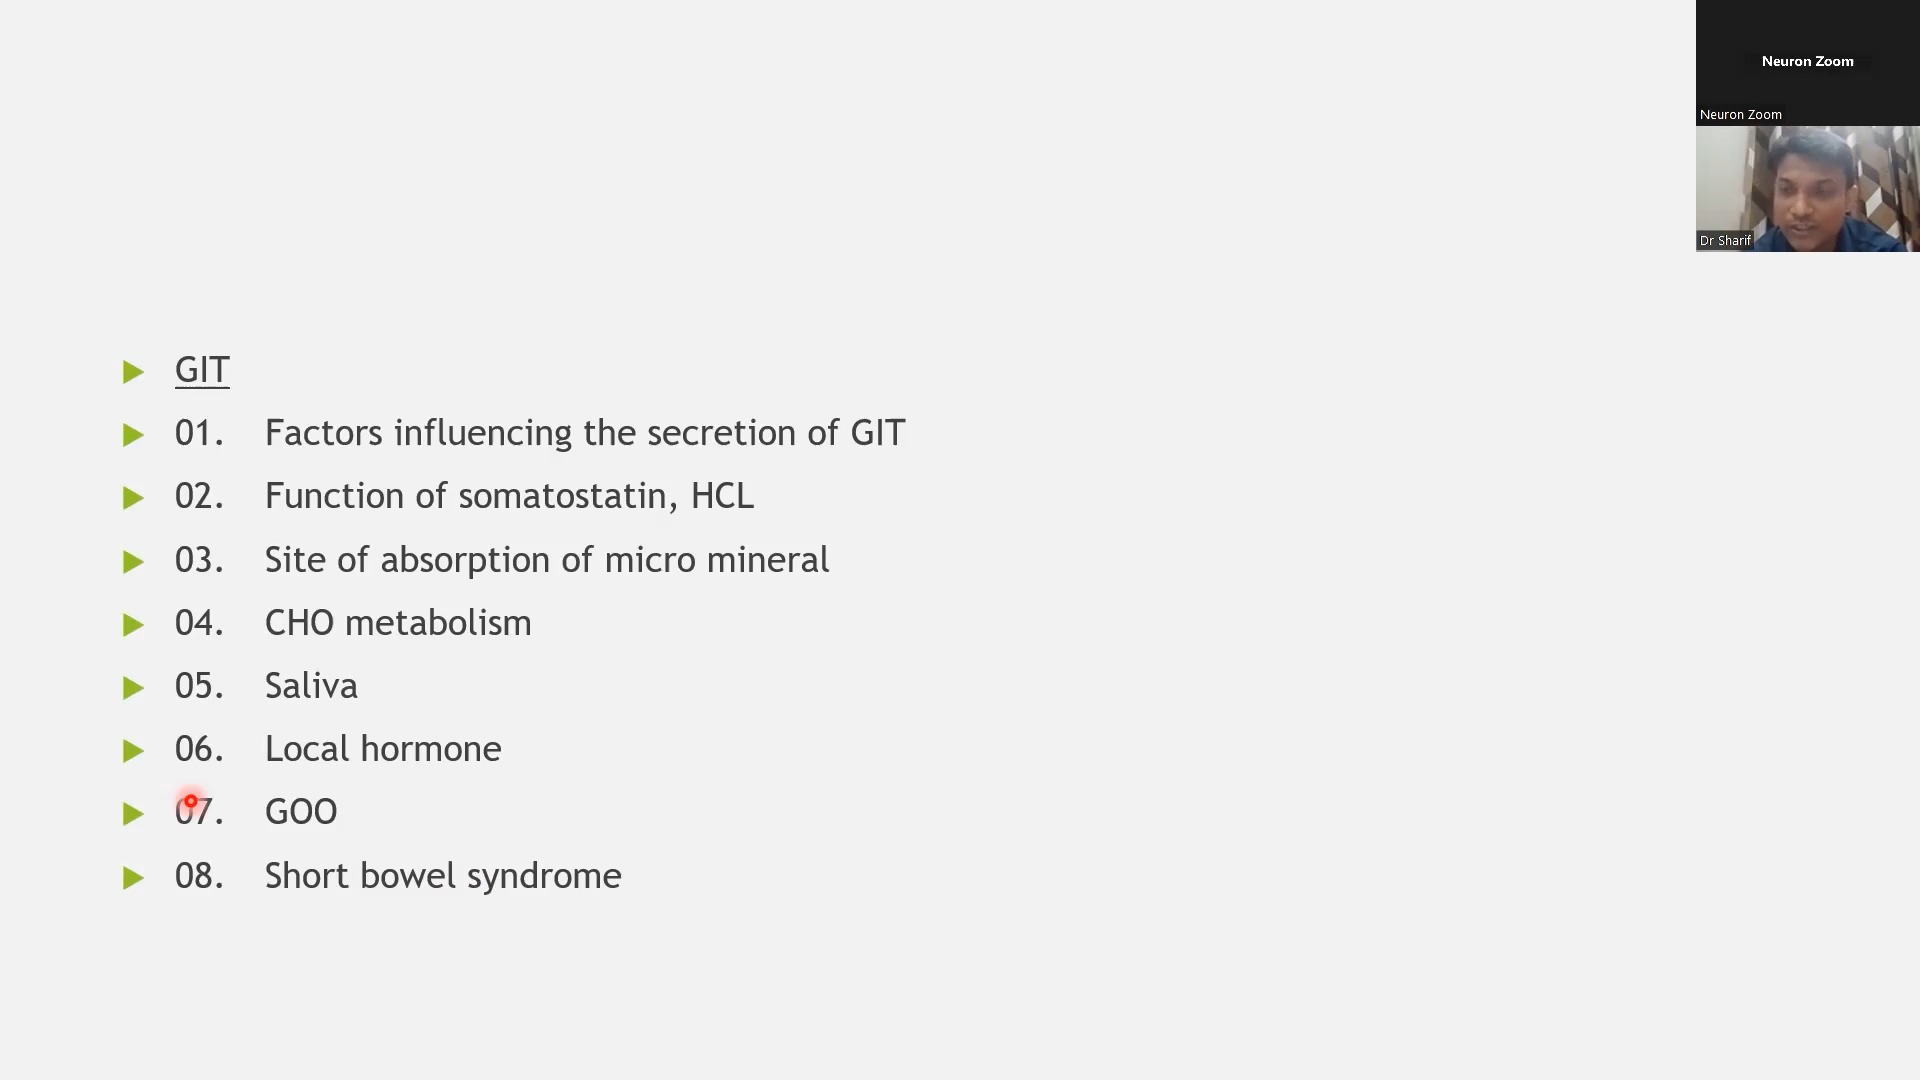 Neuron Zoom
Neuron Zoom
Dr Sharif
GIT
01. Factors influencing the secretion of GIT
02. Function of somatostatin, HCL
03. Site of absorption of micro mineral
04. CHO metabolism
05. Saliva
06. Local hormone
07. GOO
08. Short bowel syndrome